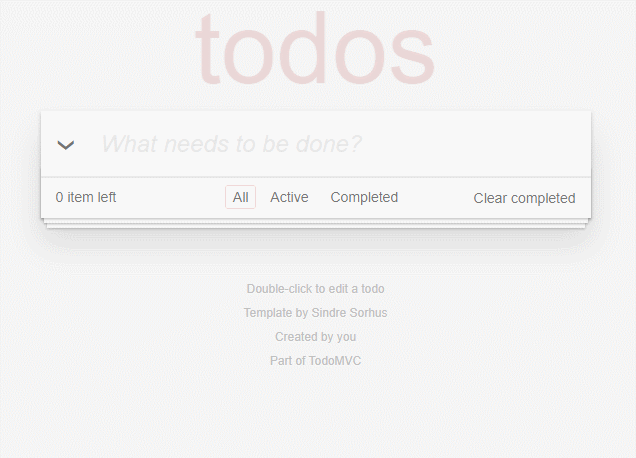 todos
What needs to be done?
0 item left All Active Completed Clear completed
Double-click to edit a todo
Template by Sindre Sorhus
Created by you
Part of TodoMVC